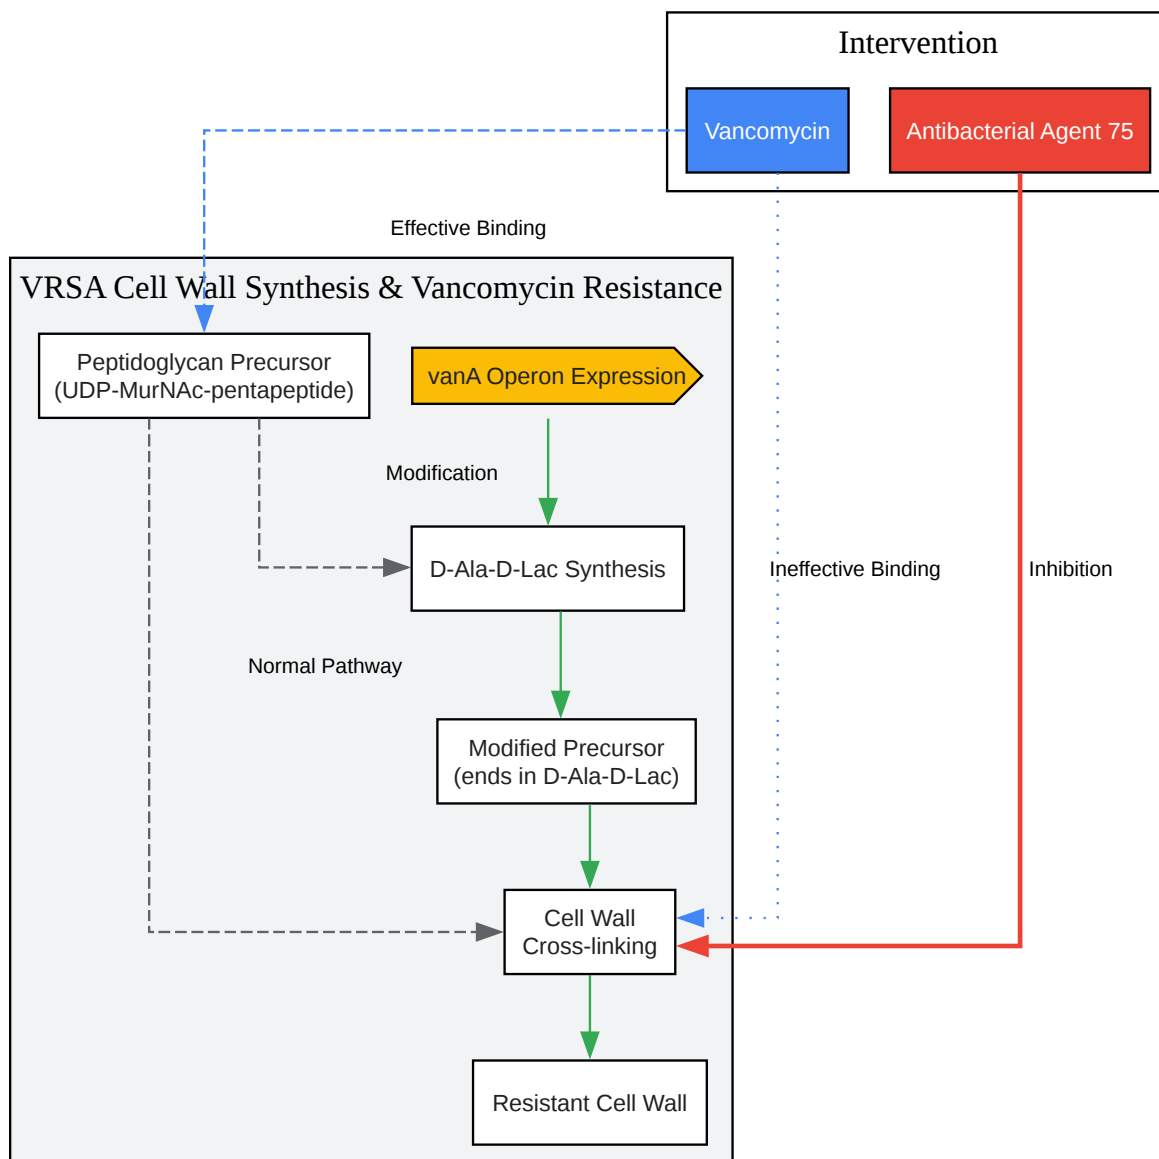 Intervention
Vancomycin
Antibacterial Agent 75
Effective Binding
VRSA Cell Wall Synthesis & Vancomycin Resistance
Peptidoglycan Precursor
(UDP-MurNAc-pentapeptide)
vanA Operon Expression
Modification
D-Ala-D-Lac Synthesis
Ineffective Binding
Inhibition
Normal Pathway
Modified Precursor
(ends in D-Ala-D-Lac)
Cell Wall
Cross-linking
Resistant Cell Wall